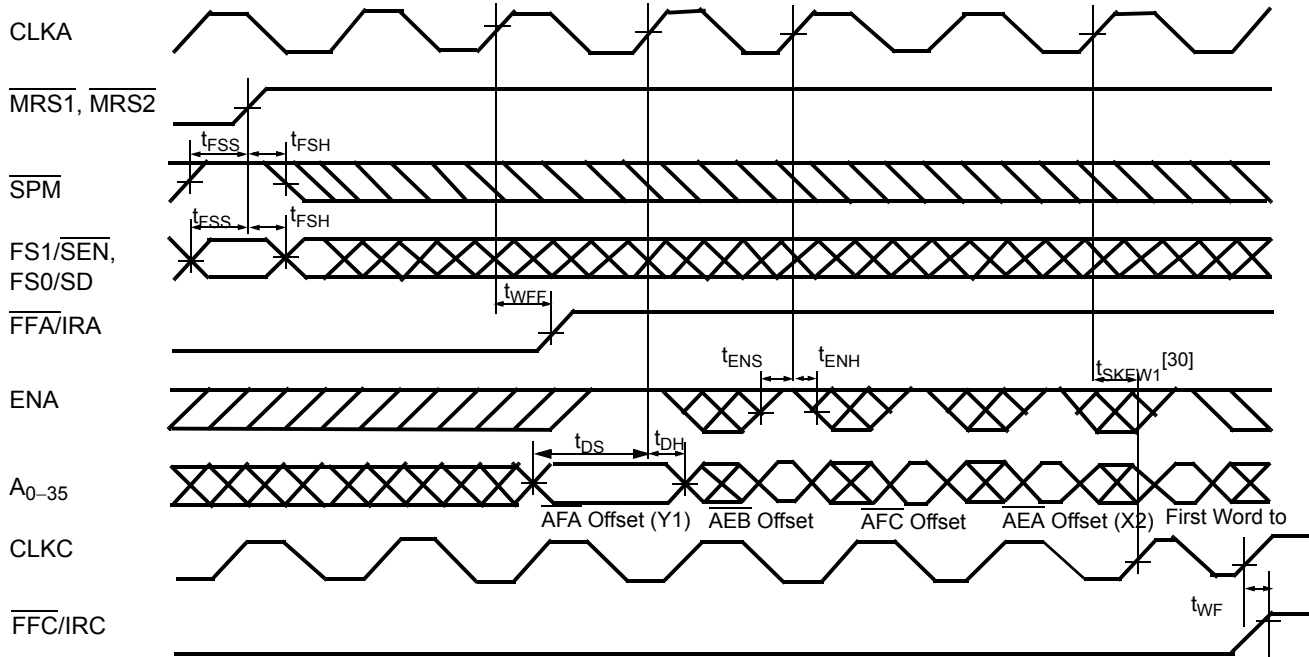 CLKA
MRS1, MRS2
tFSS tFSH
SPM
tFSS tFSH
FS1/SEN,
FS0/SD
tWFF
FFA/IRA
tENS tENH tSKEW1[30]
ENA
tDS tDH
A0–35
AFA Offset (Y1) AEB Offset AFC Offset AEA Offset (X2) First Word to
CLKC
tWF
FFC/IRC